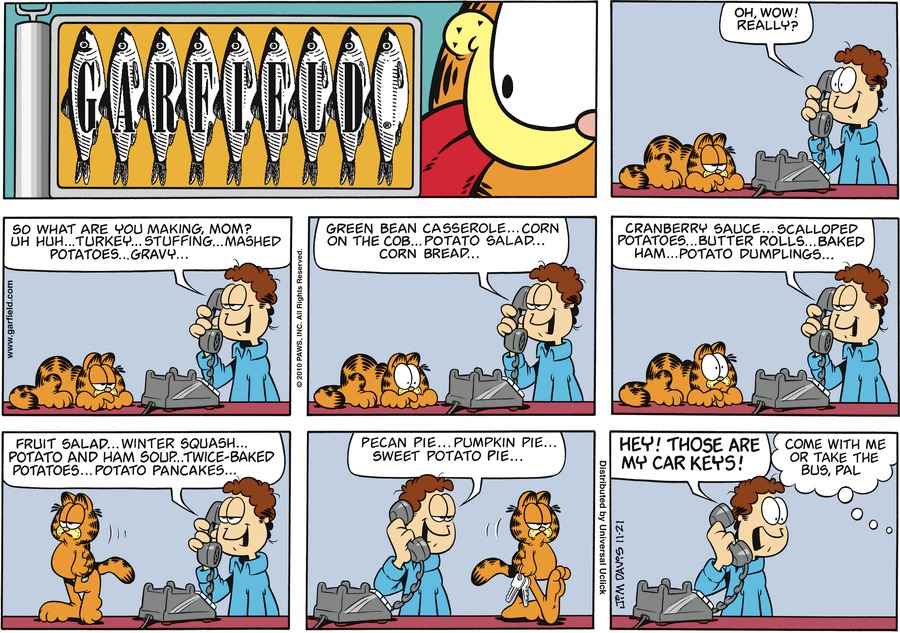 GARFIELD!
®
OH, WOW!
REALLY?
SO WHAT ARE YOU MAKING, MOM?
UH HUH...TURKEY...STUFFING...MASHED
POTATOES...GRAVY...
www.garfield.com
© 2010 PAWS, INC. All Rights Reserved.
GREEN BEAN CASSEROLE...CORN
ON THE COB...POTATO SALAD...
CORN BREAD...
CRANBERRY SAUCE...SCALLOPED
POTATOES...BUTTER ROLLS...BAKED
HAM...POTATO DUMPLINGS...
FRUIT SALAD...WINTER SQUASH...
POTATO AND HAM SOUP...TWICE-BAKED
POTATOES...POTATO PANCAKES...
PECAN PIE...PUMPKIN PIE...
SWEET POTATO PIE...
Distributed by Universal Uclick
HEY! THOSE ARE
MY CAR KEYS!
COME WITH ME
OR TAKE THE
BUS, PAL
JIM DAVIS 11-21